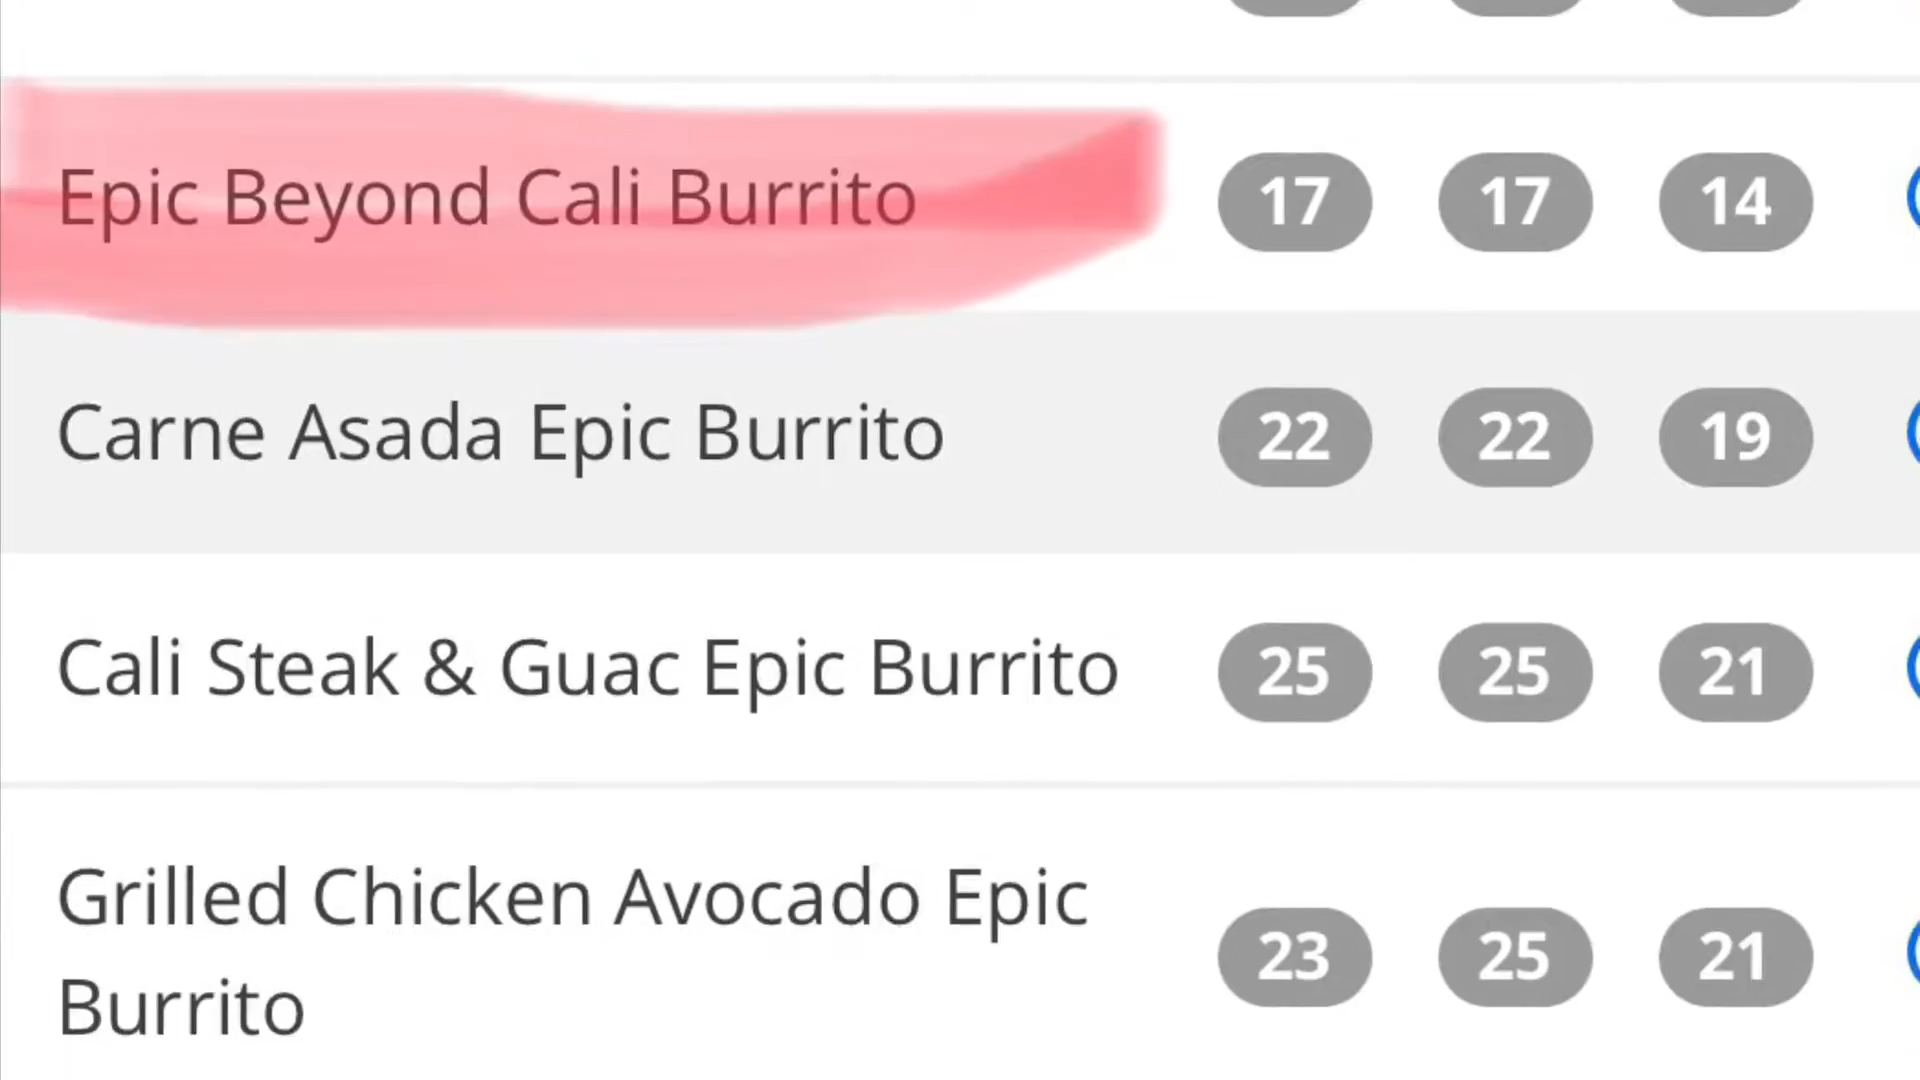 Epic Beyond Cali Burrito 17 17 14
Carne Asada Epic Burrito 22 22 19
Cali Steak & Guac Epic Burrito 25 25 21
Grilled Chicken Avocado Epic
Burrito 23 25 21